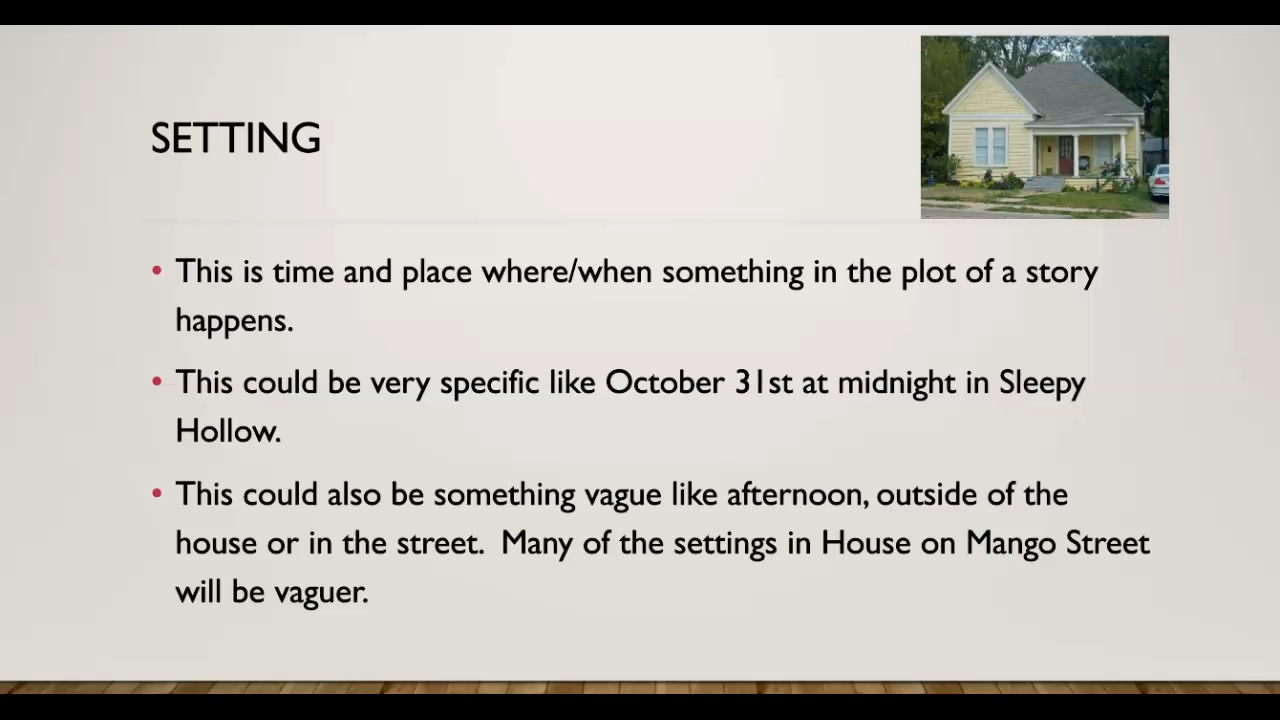 SETTING
• This is time and place where/when something in the plot of a story
happens.
• This could be very specific like October 31st at midnight in Sleepy
Hollow.
• This could also be something vague like afternoon, outside of the
house or in the street.  Many of the settings in House on Mango Street
will be vaguer.